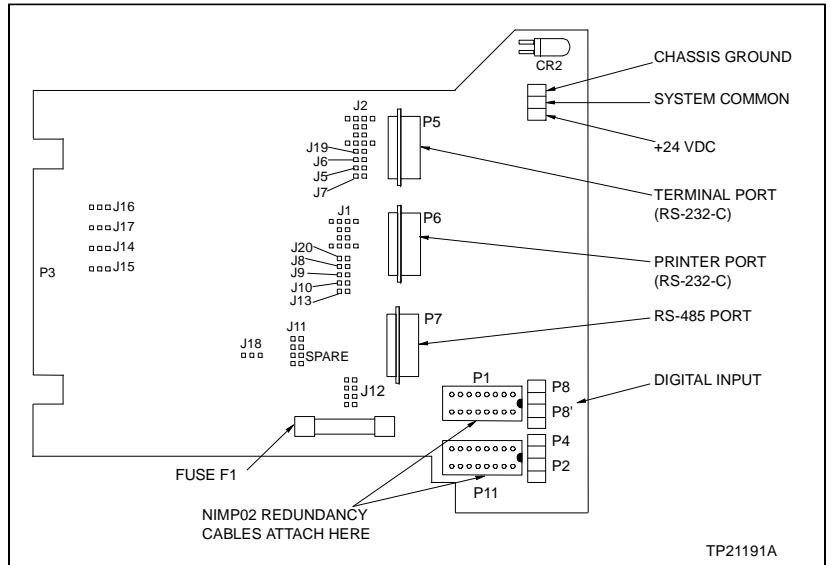 CR2
CHASSIS GROUND
SYSTEM COMMON
+24 VDC
J2
P5
J19
J6
J5
J7
TERMINAL PORT
(RS-232-C)
J16
J17
J14
J15
P3
J1
P6
J20
J8
J9
J10
J13
PRINTER PORT
(RS-232-C)
P7
RS-485 PORT
J18
J11
SPARE
J12
P1
P8
P8'
DIGITAL INPUT
P4
P2
P11
FUSE F1
NIMP02 REDUNDANCY
CABLES ATTACH HERE
TP21191A